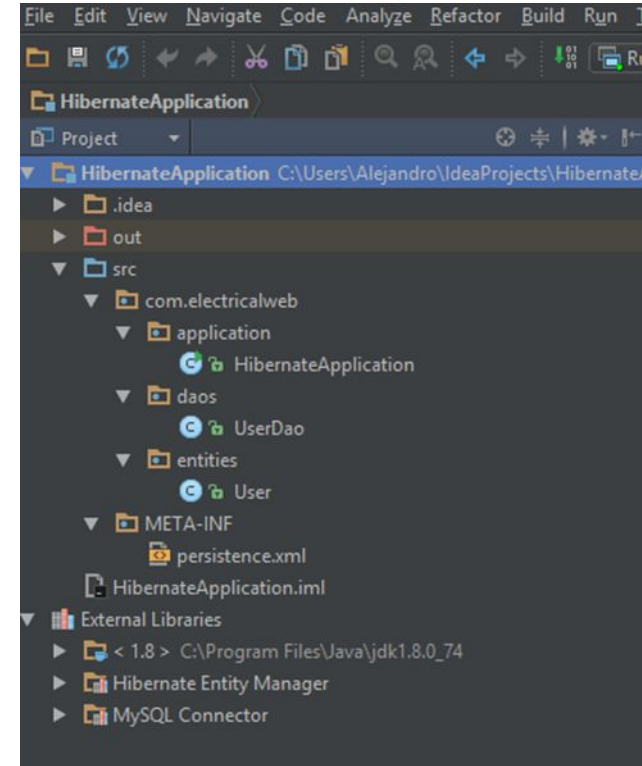 File Edit View Navigate Code Analyze Refactor Build Run
HibernateApplication
Project
HibernateApplication C:\Users\Alejandro\IdeaProjects\Hibernate
.idea
out
src
com.electricalweb
application
HibernateApplication
daos
UserDao
entities
User
META-INF
persistence.xml
HibernateApplication.iml
External Libraries
< 1.8 > C:\Program Files\Java\jdk1.8.0_74
Hibernate Entity Manager
MySQL Connector